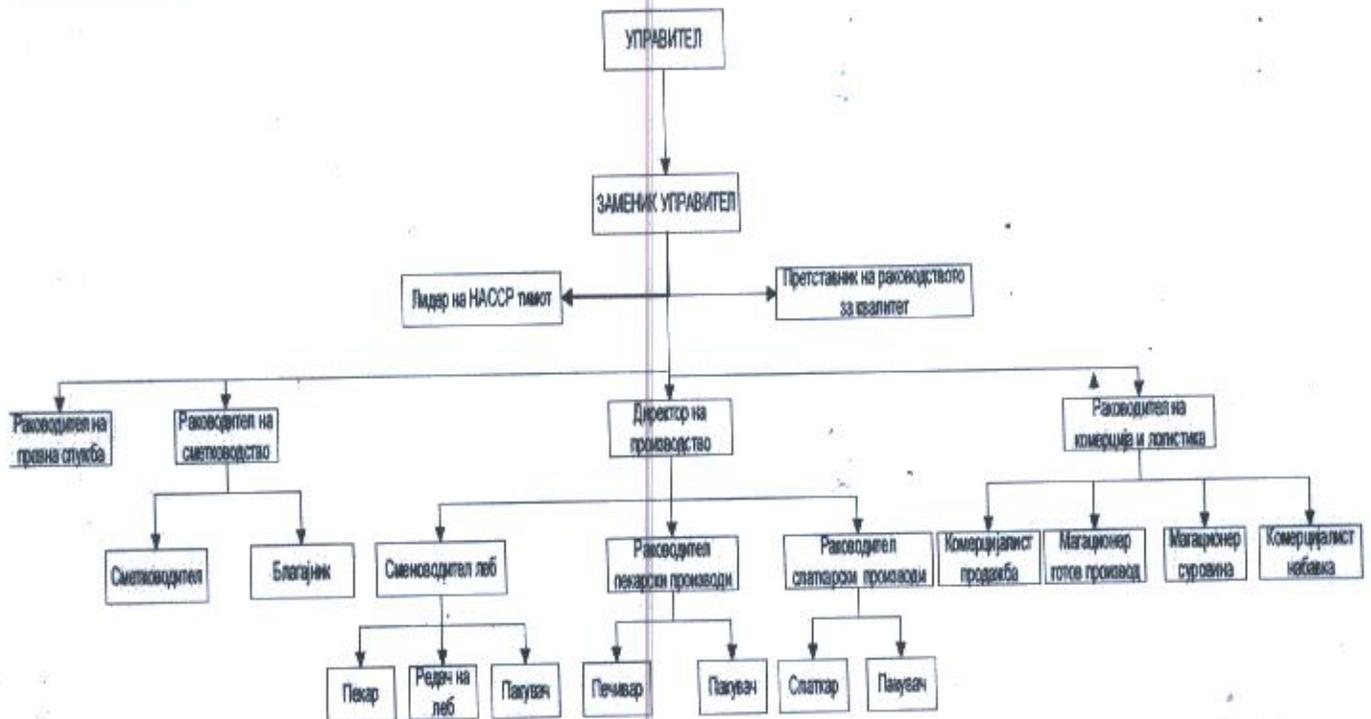 УПРАВИТЕЛ
ЗАМЕНИК УПРАВИТЕЛ
Лидер на НАССР тимот
Претставник на раководството
за квалитет
Раководител на
правна служба
Раководител на
сметководство
Директор на
производство
Раководител на
комерција и логистика
Сметководител
Благајник
Сменоводител леб
Раководител
пекарски производи
Раководител
слаткарски производи
Комерцијалист
продажба
Магационер
готов производ
Магационер
суровина
Комерцијалист
набавка
Пекар
Редач на
леб
Пакувач
Печивар
Пакувач
Слаткар
Пакувач